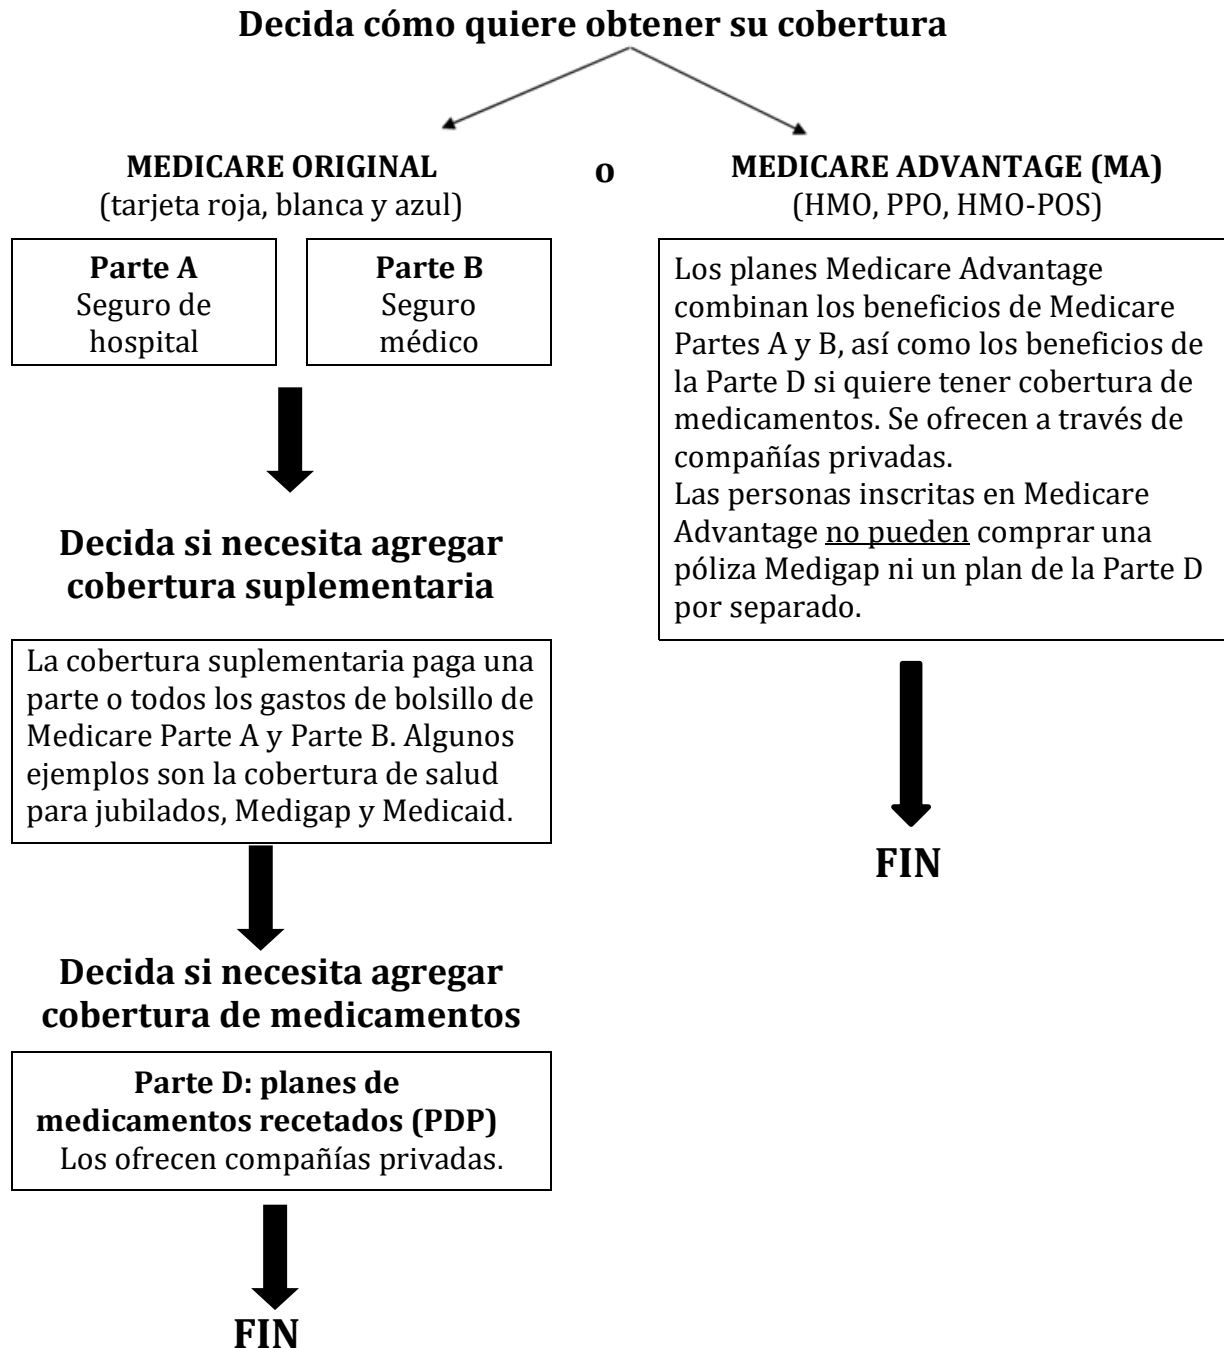 Decida cómo quiere obtener su cobertura
MEDICARE ORIGINAL
(tarjeta roja, blanca y azul)
o
MEDICARE ADVANTAGE (MA)
(HMO, PPO, HMO-POS)
Parte A
Seguro de
hospital
Parte B
Seguro
médico
Decida si necesita agregar
cobertura suplementaria
La cobertura suplementaria paga una
parte o todos los gastos de bolsillo de
Medicare Parte A y Parte B. Algunos
ejemplos son la cobertura de salud
para jubilados, Medigap y Medicaid.
Decida si necesita agregar
cobertura de medicamentos
Parte D: planes de
medicamentos recetados (PDP)
Los ofrecen compañías privadas.
FIN
Los planes Medicare Advantage
combinan los beneficios de Medicare
Partes A y B, así como los beneficios de
la Parte D si quiere tener cobertura de
medicamentos. Se ofrecen a través de
compañías privadas.
Las personas inscritas en Medicare
Advantage no pueden comprar una
póliza Medigap ni un plan de la Parte D
por separado.
FIN